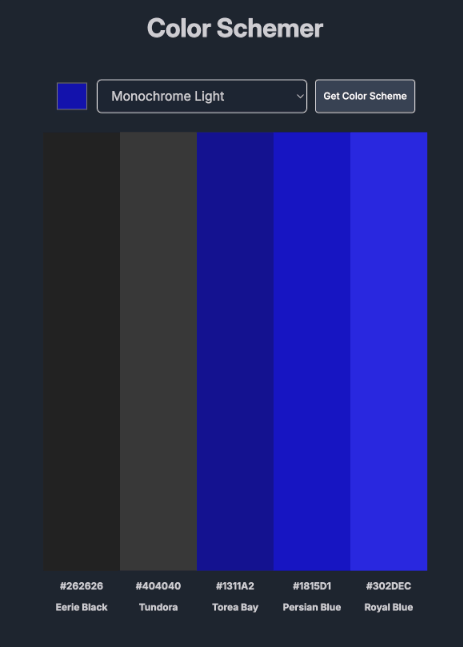 Color Schemer
Monochrome Light
Get Color Scheme
#262626 #404040 #1311A2 #1815D1 #302DEC
Eerie Black Tundora Torea Bay Persian Blue Royal Blue